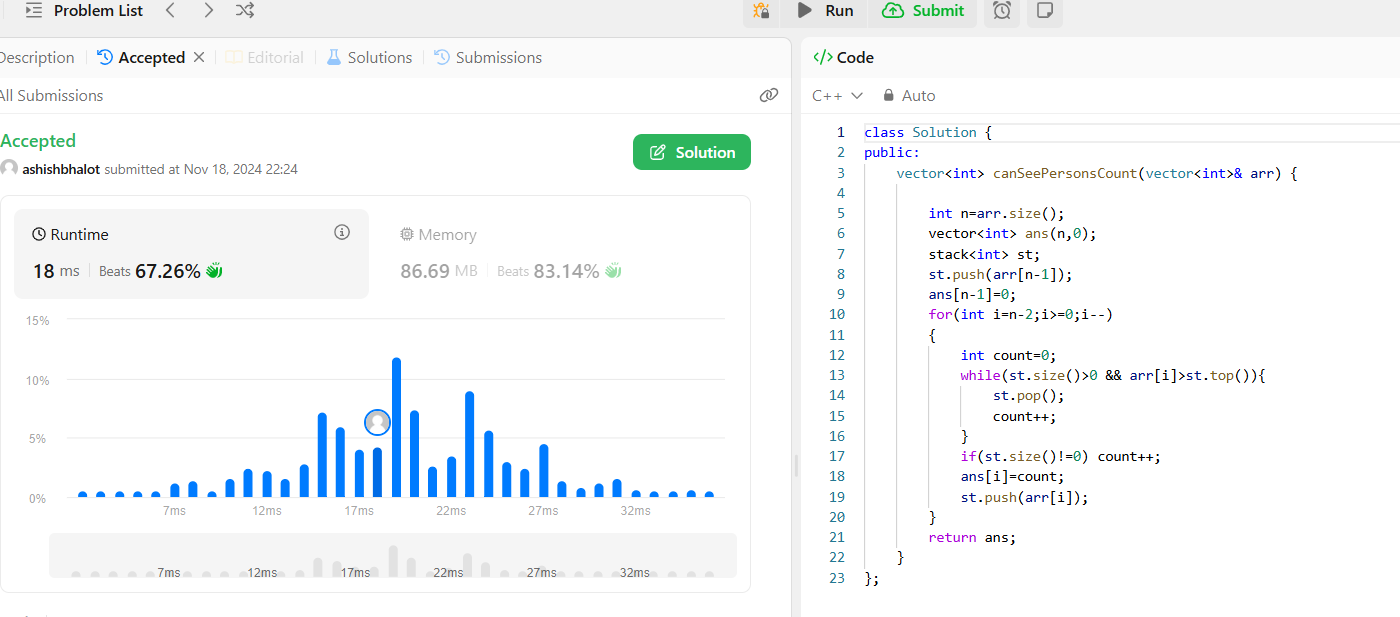 Problem List
Run
Submit
Description
Accepted
Editorial
Solutions
Submissions
All Submissions
Accepted
ashishbhalot submitted at Nov 18, 2024 22:24
Solution
Runtime
18 ms
Beats 67.26%
Memory
86.69 MB
Beats 83.14%
15%
10%
5%
0%
7ms 12ms 17ms 22ms 27ms 32ms
7ms 12ms 17ms 22ms 27ms 32ms
</> Code
C++ Auto
1 class Solution {
2 public:
3     vector<int> canSeePersonsCount(vector<int>& arr) {
4
5         int n=arr.size();
6         vector<int> ans(n,0);
7         stack<int> st;
8         st.push(arr[n-1]);
9         ans[n-1]=0;
10         for(int i=n-2;i>=0;i--)
11         {
12             int count=0;
13             while(st.size()>0 && arr[i]>st.top()){
14                 st.pop();
15                 count++;
16             }
17             if(st.size()!=0) count++;
18             ans[i]=count;
19             st.push(arr[i]);
20         }
21         return ans;
22     }
23 };